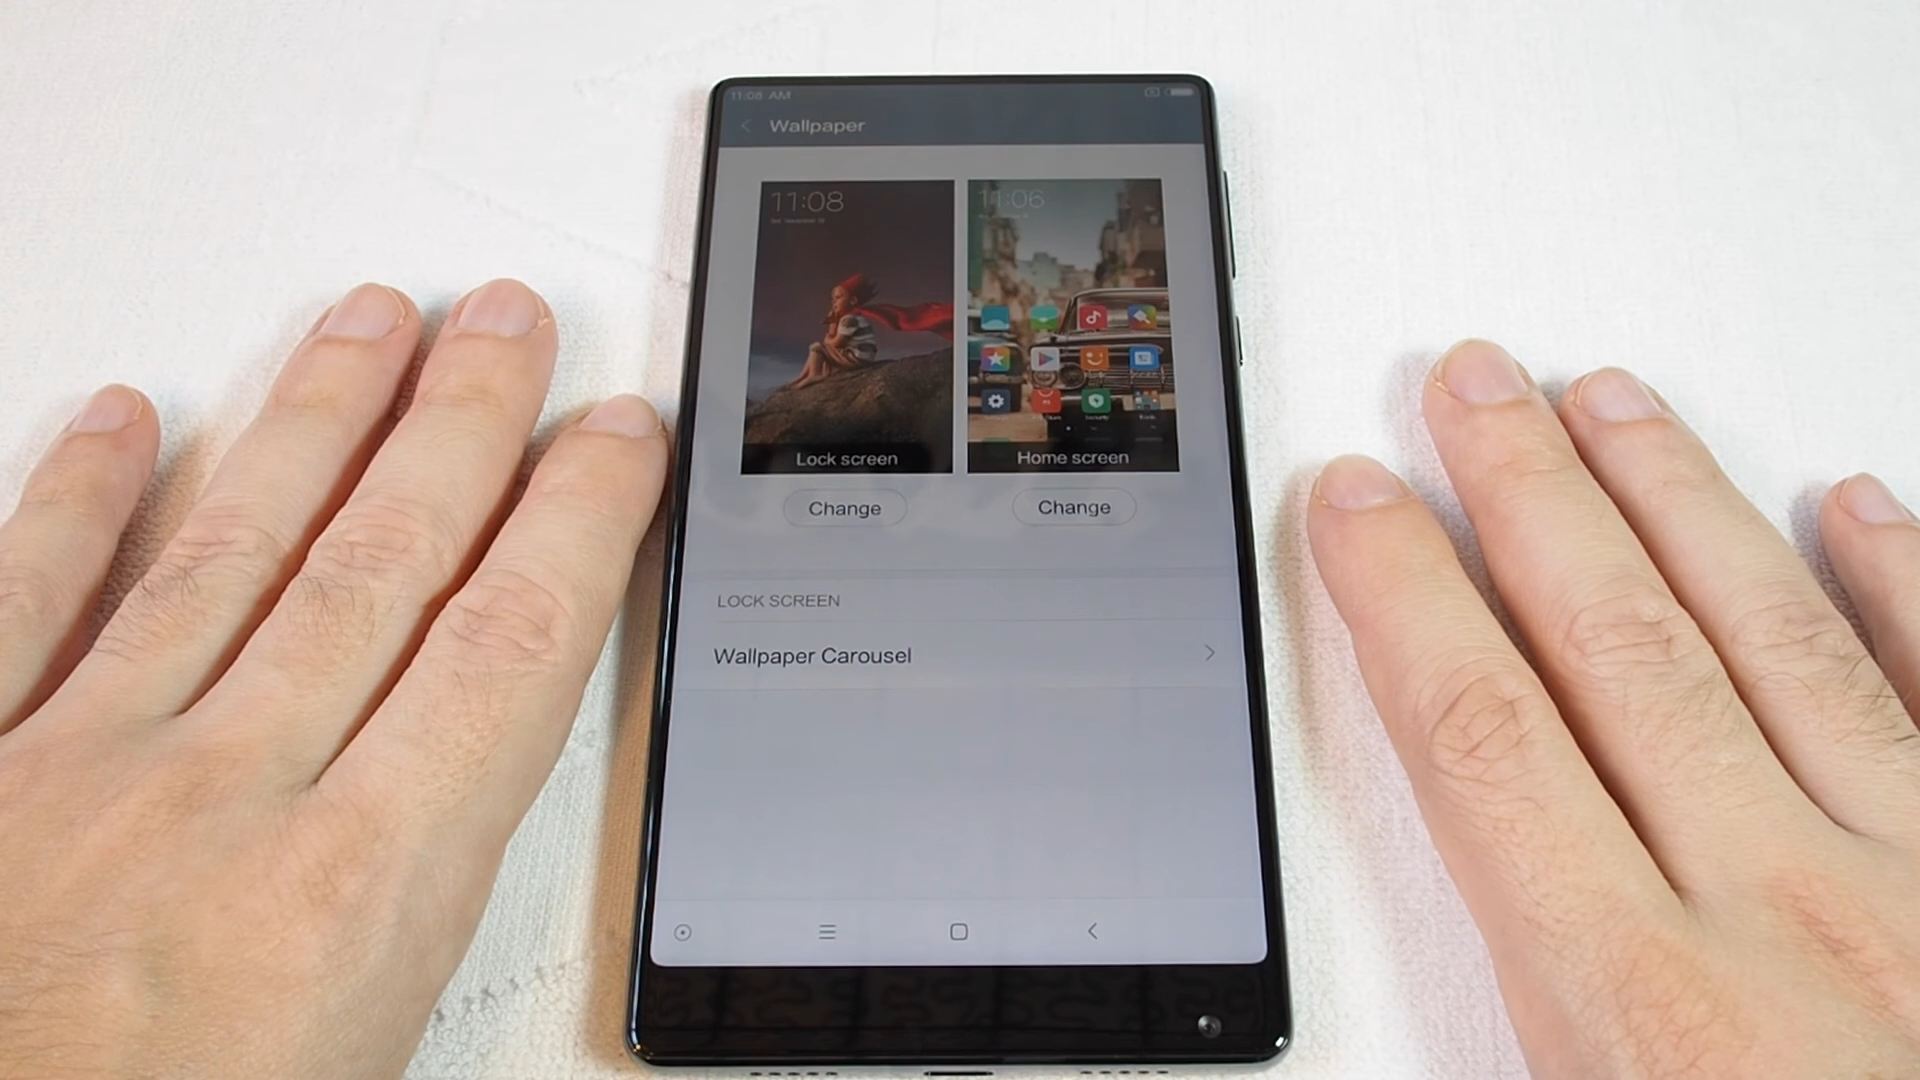 11:08 AM
Wallpaper
11:08
11:06
Lock screen
Home screen
Change
Change
LOCK SCREEN
Wallpaper Carousel